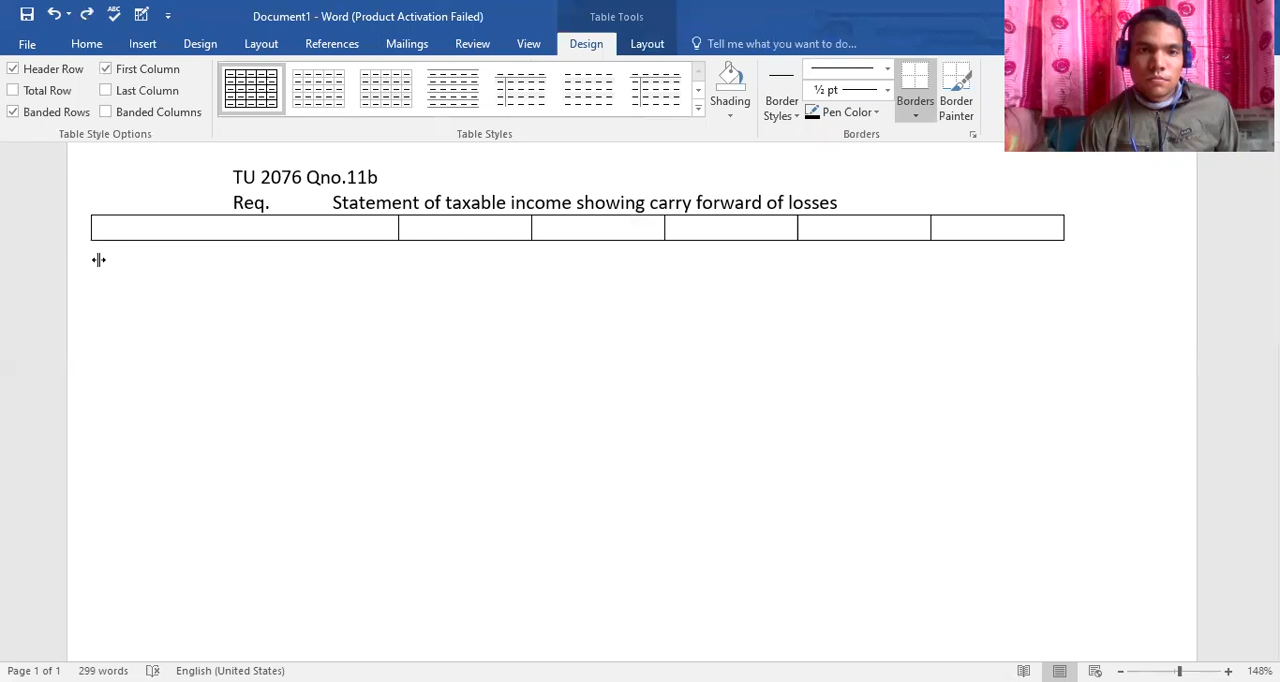 Document1 - Word (Product Activation Failed)
Table Tools
File Home Insert Design Layout References Mailings Review View Design Layout Tell me what you want to do...
Header Row First Column
Total Row Last Column
Banded Rows Banded Columns
Table Style Options
Table Styles
Shading
Border Styles
½ pt
Pen Color
Borders
Border Painter
Borders
TU 2076 Qno.11b
Req. Statement of taxable income showing carry forward of losses
Page 1 of 1 299 words English (United States) 148%